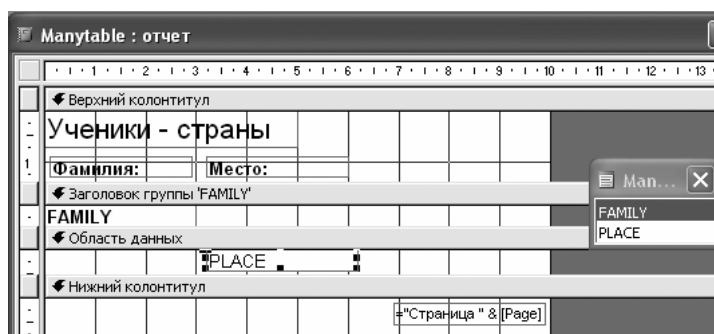 Manytable : отчет
1 2 3 4 5 6 7 8 9 10 11 12 13
Верхний колонтитул
Ученики - страны
1
Фамилия: Место:
Man...
Заголовок группы 'FAMILY'
FAMILY
FAMILY
PLACE
Область данных
PLACE
Нижний колонтитул
="Страница " & [Page]